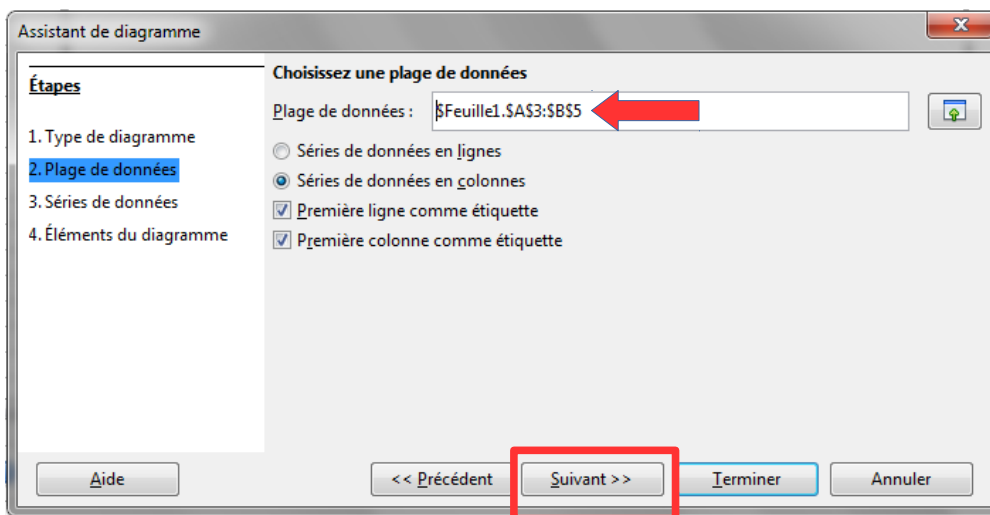 Assistant de diagramme
Étapes
1. Type de diagramme
2. Plage de données
3. Séries de données
4. Éléments du diagramme
Choisissez une plage de données
Plage de données : $Feuille1.$A$3:$B$5
Séries de données en lignes
Séries de données en colonnes
Première ligne comme étiquette
Première colonne comme étiquette
Aide << Précédent Suivant >> Terminer Annuler